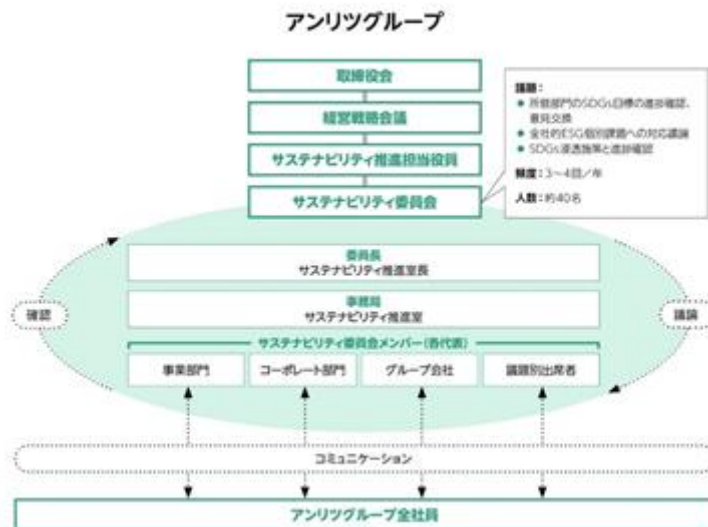 アンリツグループ
取締役会
経営戦略会議
サステナビリティ推進担当役員
サステナビリティ委員会
議題：
● 所管部門のSDGs目標の進捗確認、
意見交換
● 全社的ESG個別課題への対応議論
● SDGs浸透施策と進捗確認
頻度：3～4回／年
人数：約40名
委員長
サステナビリティ推進室長
事務局
サステナビリティ推進室
確認
議論
サステナビリティ委員会メンバー（各代表）
事業部門
コーポレート部門
グループ会社
議題別出席者
コミュニケーション
アンリツグループ全社員